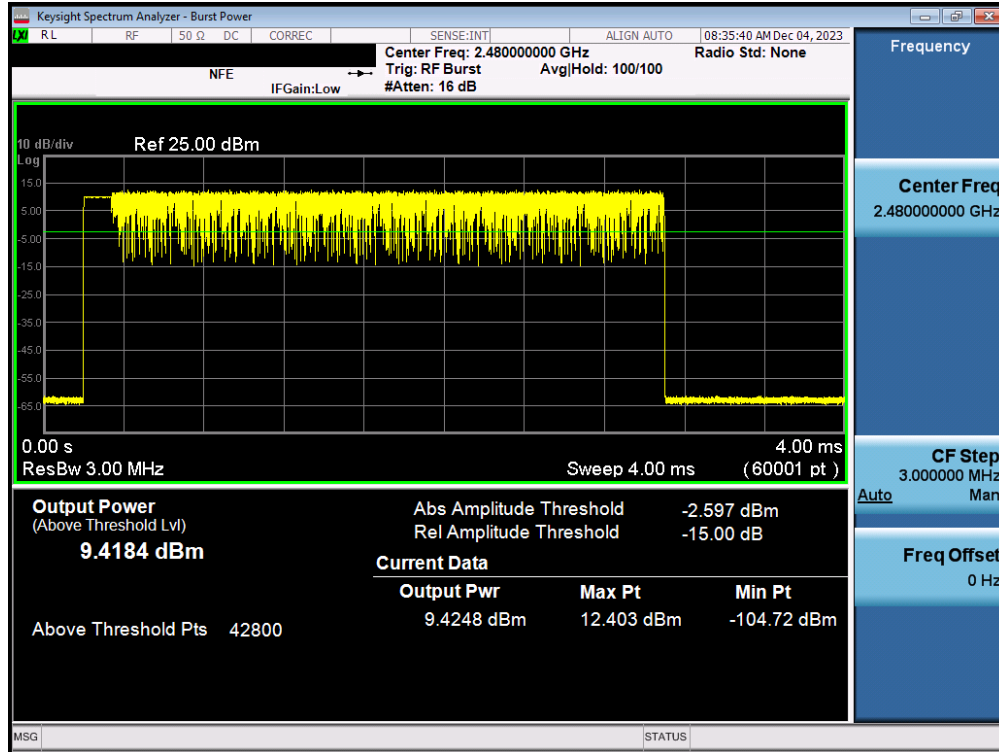 Keysight Spectrum Analyzer - Burst Power
LXI RL RF 50 Ω DC CORREC SENSE:INT ALIGN AUTO 08:35:40 AM Dec 04, 2023
Center Freq: 2.480000000 GHz Radio Std: None
NFE Trig: RF Burst Avg|Hold: 100/100
IFGain:Low #Atten: 16 dB
Frequency
10 dB/div Ref 25.00 dBm
Log
15.0
5.00
-5.00
-15.0
-25.0
-35.0
-45.0
-55.0
-65.0
0.00 s 4.00 ms
ResBw 3.00 MHz Sweep 4.00 ms (60001 pt )
Center Freq
2.480000000 GHz
CF Step
3.000000 MHz
Auto Man
Freq Offset
0 Hz
Output Power
(Above Threshold Lvl)
9.4184 dBm
Above Threshold Pts 42800
Abs Amplitude Threshold -2.597 dBm
Rel Amplitude Threshold -15.00 dB
Current Data
Output Pwr Max Pt Min Pt
9.4248 dBm 12.403 dBm -104.72 dBm
MSG STATUS